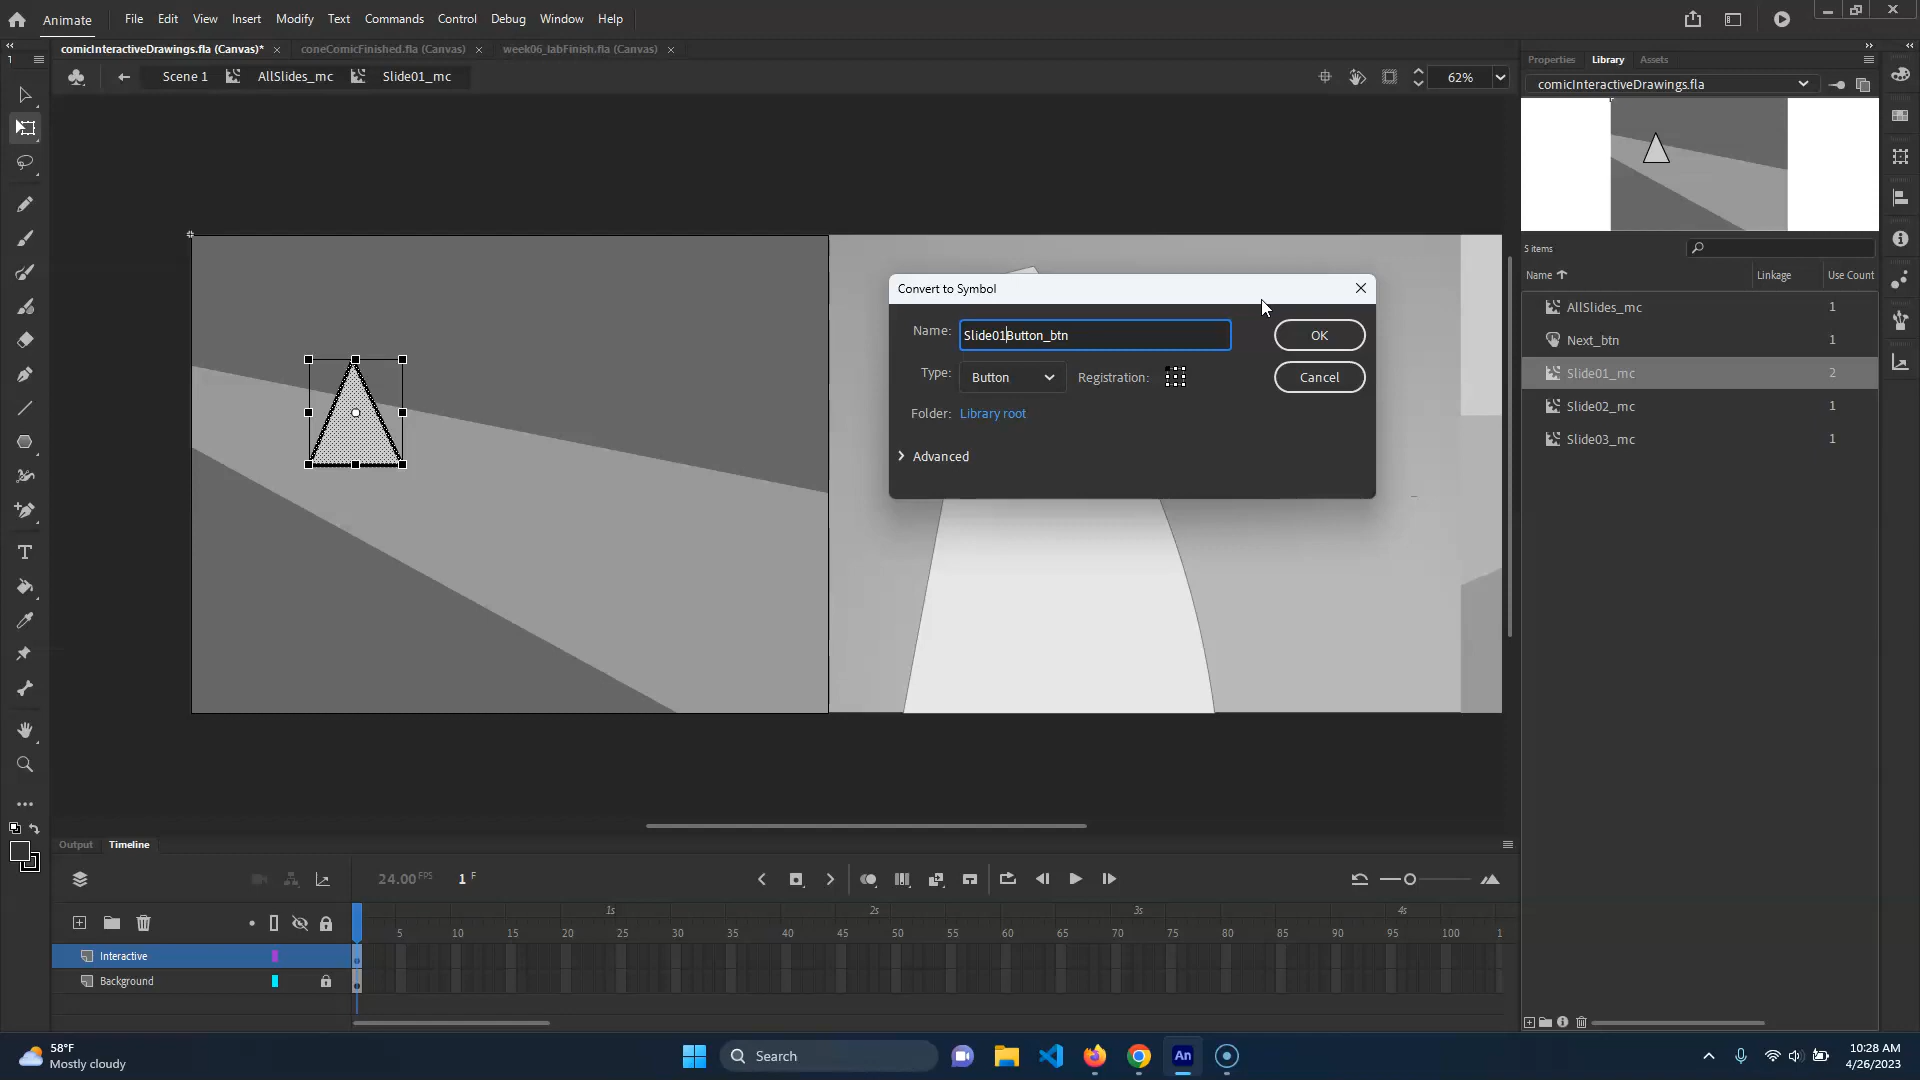 Animate File Edit View Insert Modify Text Commands Control Debug Window Help
comicInteractiveDrawings.fla (Canvas)* coneComicFinished.fla (Canvas) week06_labFinish.fla (Canvas)
Scene 1 AllSlides_mc Slide01_mc 62%
Properties Library Assets
comicInteractiveDrawings.fla
5 items
Name Linkage Use Count
AllSlides_mc 1
Next_btn 1
Slide01_mc 2
Slide02_mc 1
Slide03_mc 1
Convert to Symbol
Name: Slide01Button_btn OK
Type: Button Registration: Cancel
Folder: Library root
Advanced
Output Timeline
24.00 FPS 1 F
1s 2s 3s 4s
5 10 15 20 25 30 35 40 45 50 55 60 65 70 75 80 85 90 95 100 1
Interactive
Background
58°F
Mostly cloudy
Search
An
10:28 AM
4/26/2023